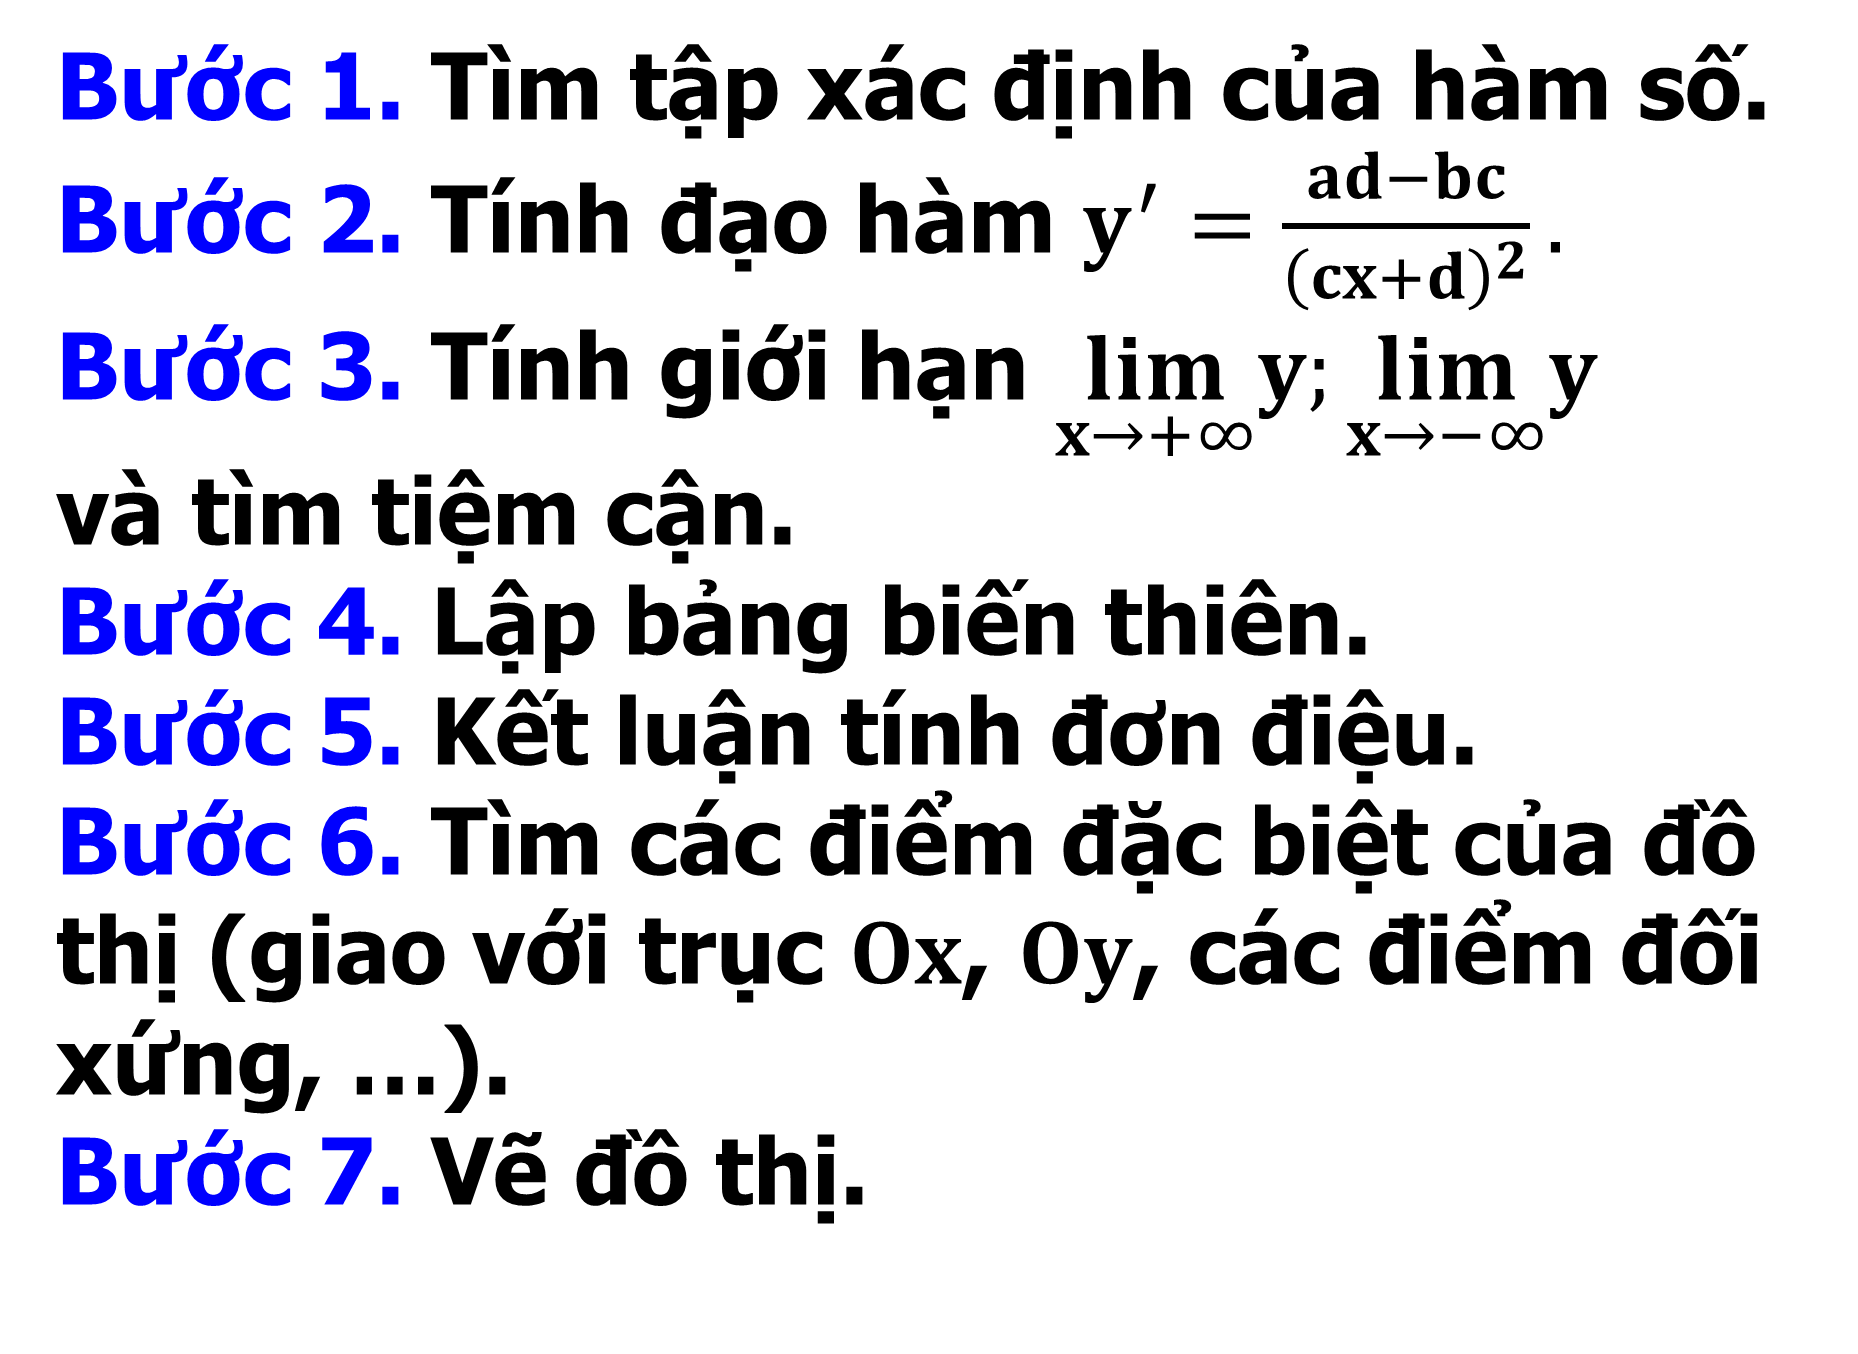 Bước 1. Tìm tập xác định của hàm số.
Bước 2. Tính đạo hàm y′ = (ad−bc)/(cx+d)² .
Bước 3. Tính giới hạn lim y; lim y
x→+∞ x→−∞
và tìm tiệm cận.
Bước 4. Lập bảng biến thiên.
Bước 5. Kết luận tính đơn điệu.
Bước 6. Tìm các điểm đặc biệt của đồ
thị (giao với trục Ox, Oy, các điểm đối
xứng, ...).
Bước 7. Vẽ đồ thị.